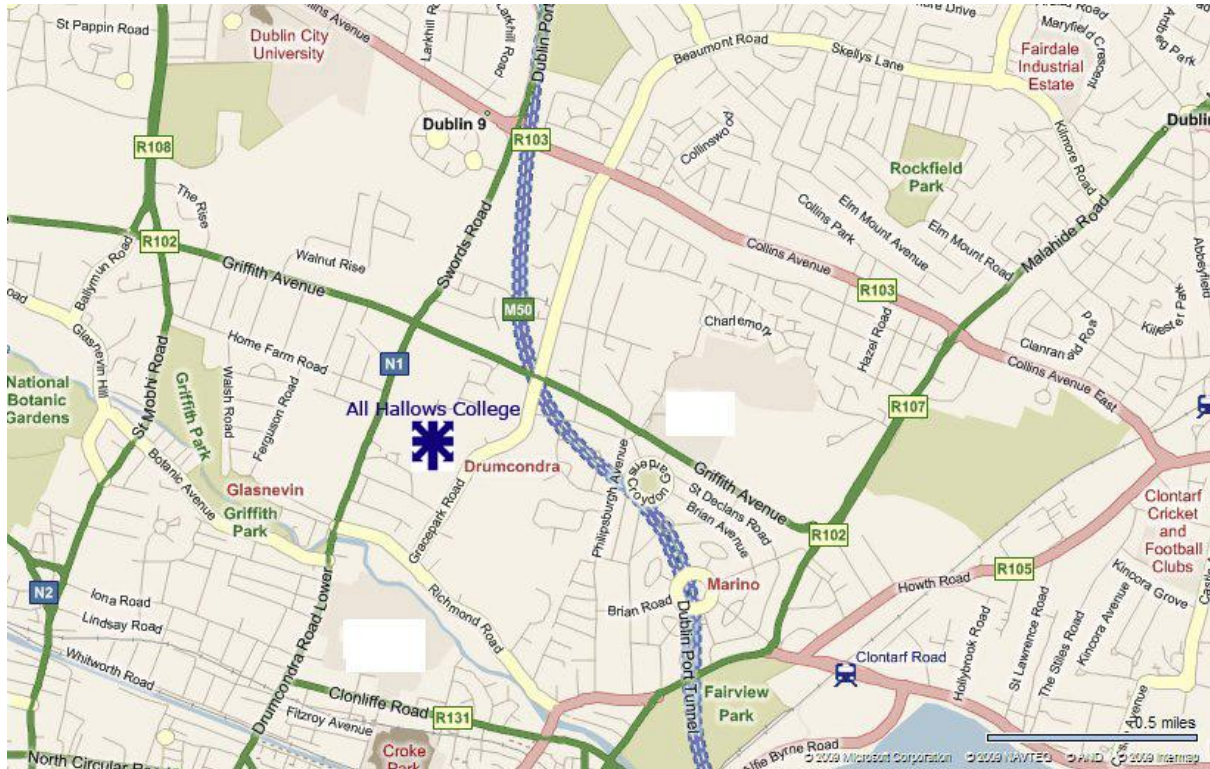 St Pappin Road
Dublin City
University
Collins Avenue
Larkhill Road
Larkhill Road
Dublin Port
Beaumont Road
Skellys Lane
Maryfield Crescent
Fairdale
Industrial
Estate
Kilmore Road
Dublin
Dublin 9
R103
R108
Collinswood
Rockfield
Park
The Rise
Collins Park
Elm Mount Avenue
Elm Mount Road
Malahide Road
R102
Ballymun Road
Griffith Avenue
Walnut Rise
Swords Road
Collins Avenue
R103
Abbeyfield
M50
Charlemont
Hazel Road
Glasnevin Hill
Home Farm Road
N1
Collins Avenue East
National
Botanic
Gardens
St Mobhi Road
Griffith Park
Walsh Road
Ferguson Road
All Hallows College
R107
Drumcondra
Botanic Avenue
Glasnevin
Griffith
Park
Gracepark Road
Philipsburgh Avenue
Croydon Gardens
Griffith Avenue
St Declans Road
Brian Avenue
R102
Clontarf
Cricket
and
Football
Clubs
R105
Howth Road
Kincora Grove
N2
Iona Road
Lindsay Road
Whitworth Road
Drumcondra Road Lower
Richmond Road
Brian Road
Marino
Dublin Port Tunnel
Hollybrook Road
St Lawrence Road
The Stiles Road
Kincora Avenue
Clontarf Road
Clonliffe Road
Fitzroy Avenue
R131
Fairview
Park
0.5 miles
North Circular
Croke
Park
Alfie Byrne Road
© 2009 Microsoft Corporation © 2009 NAVTEQ © AND © 2009 Intermap